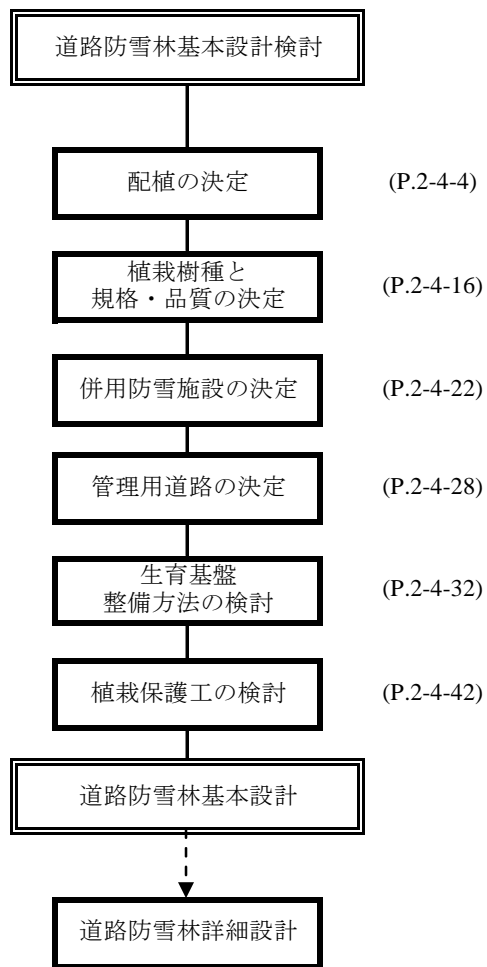 道路防雪林基本設計検討
配植の決定
(P.2-4-4)
植栽樹種と
規格・品質の決定
(P.2-4-16)
併用防雪施設の決定
(P.2-4-22)
管理用道路の決定
(P.2-4-28)
生育基盤
整備方法の検討
(P.2-4-32)
植栽保護工の検討
(P.2-4-42)
道路防雪林基本設計
道路防雪林詳細設計